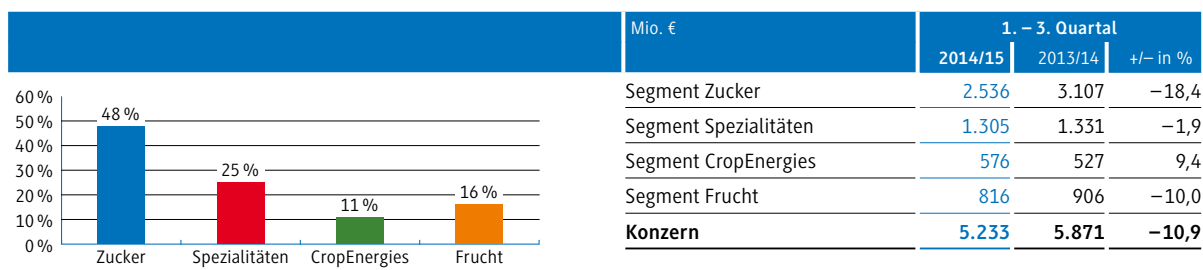 Mio. € 1. – 3. Quartal
2014/15 2013/14 +/– in %
60 %
50 %
40 %
30 %
20 %
10 %
0 %
48 %
25 %
11 %
16 %
Zucker Spezialitäten CropEnergies Frucht
Segment Zucker 2.536 3.107 –18,4
Segment Spezialitäten 1.305 1.331 –1,9
Segment CropEnergies 576 527 9,4
Segment Frucht 816 906 –10,0
Konzern 5.233 5.871 –10,9